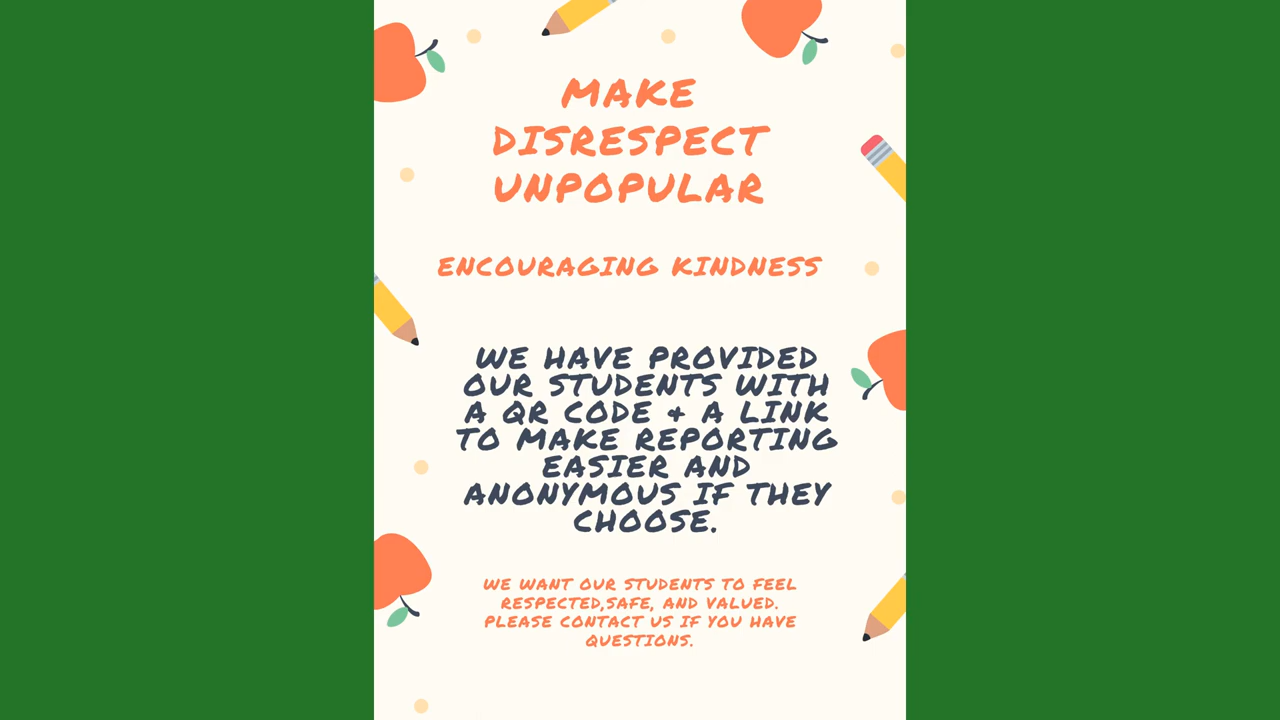 MAKE
DISRESPECT
UNPOPULAR
ENCOURAGING KINDNESS
WE HAVE PROVIDED
OUR STUDENTS WITH
A QR CODE & A LINK
TO MAKE REPORTING
EASIER AND
ANONYMOUS IF THEY
CHOOSE.
WE WANT OUR STUDENTS TO FEEL
RESPECTED,SAFE, AND VALUED.
PLEASE CONTACT US IF YOU HAVE
QUESTIONS.